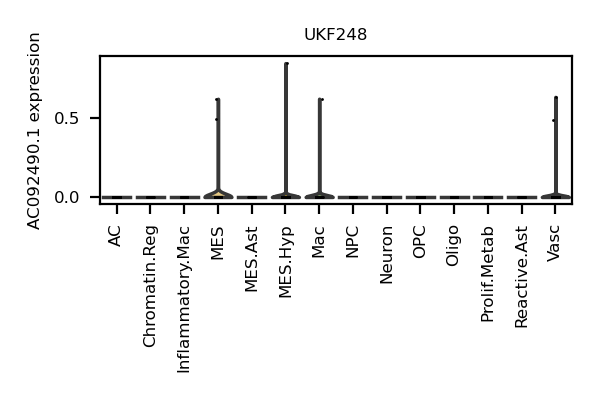 UKF248
AC092490.1 expression
0.5
0.0
AC
Chromatin.Reg
Inflammatory.Mac
MES
MES.Ast
MES.Hyp
Mac
NPC
Neuron
OPC
Oligo
Prolif.Metab
Reactive.Ast
Vasc